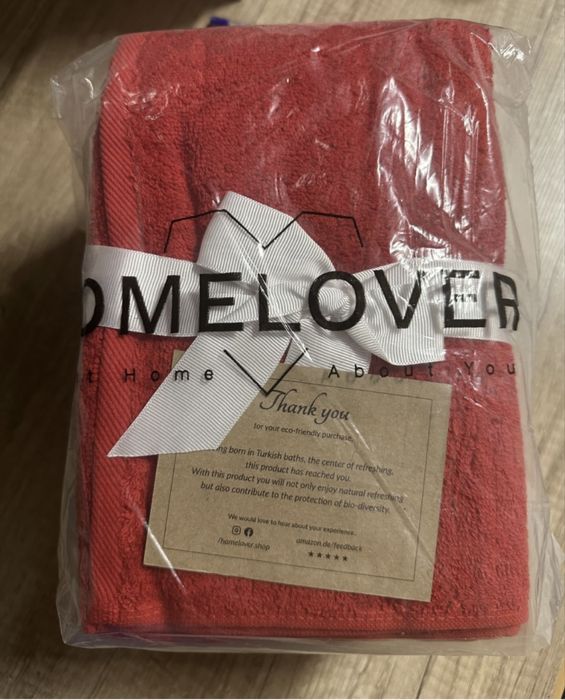 OMELOVER
t Home About You
Thank you
for your eco-friendly purchase,
born in Turkish baths, the center of refreshing,
this product has reached you.
With this product you will not only enjoy natural refreshing
but also contribute to the protection of bio-diversity.
We would love to hear about your experience.
/homelover.shop amazon.de/feedback